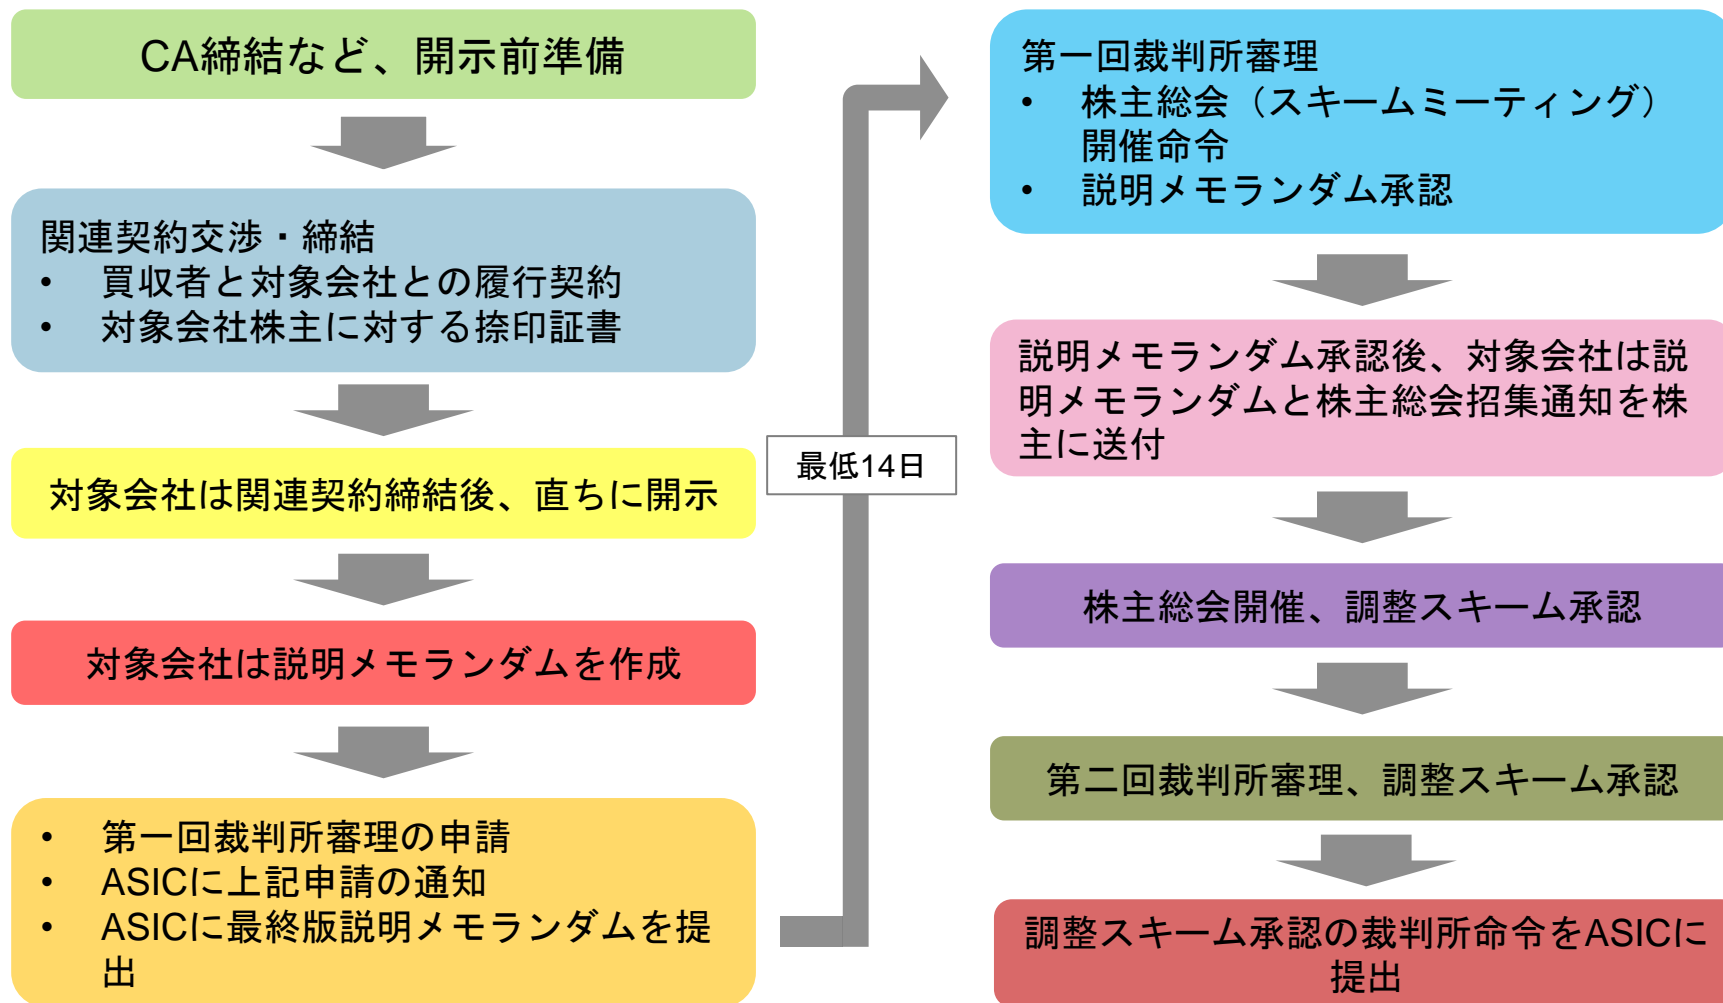 CA締結など、開示前準備
関連契約交渉・締結
• 買収者と対象会社との履行契約
• 対象会社株主に対する捺印証書
対象会社は関連契約締結後、直ちに開示
対象会社は説明メモランダムを作成
• 第一回裁判所審理の申請
• ASICに上記申請の通知
• ASICに最終版説明メモランダムを提
出
最低14日
第一回裁判所審理
• 株主総会（スキームミーティング）
開催命令
• 説明メモランダム承認
説明メモランダム承認後、対象会社は説
明メモランダムと株主総会招集通知を株
主に送付
株主総会開催、調整スキーム承認
第二回裁判所審理、調整スキーム承認
調整スキーム承認の裁判所命令をASICに
提出